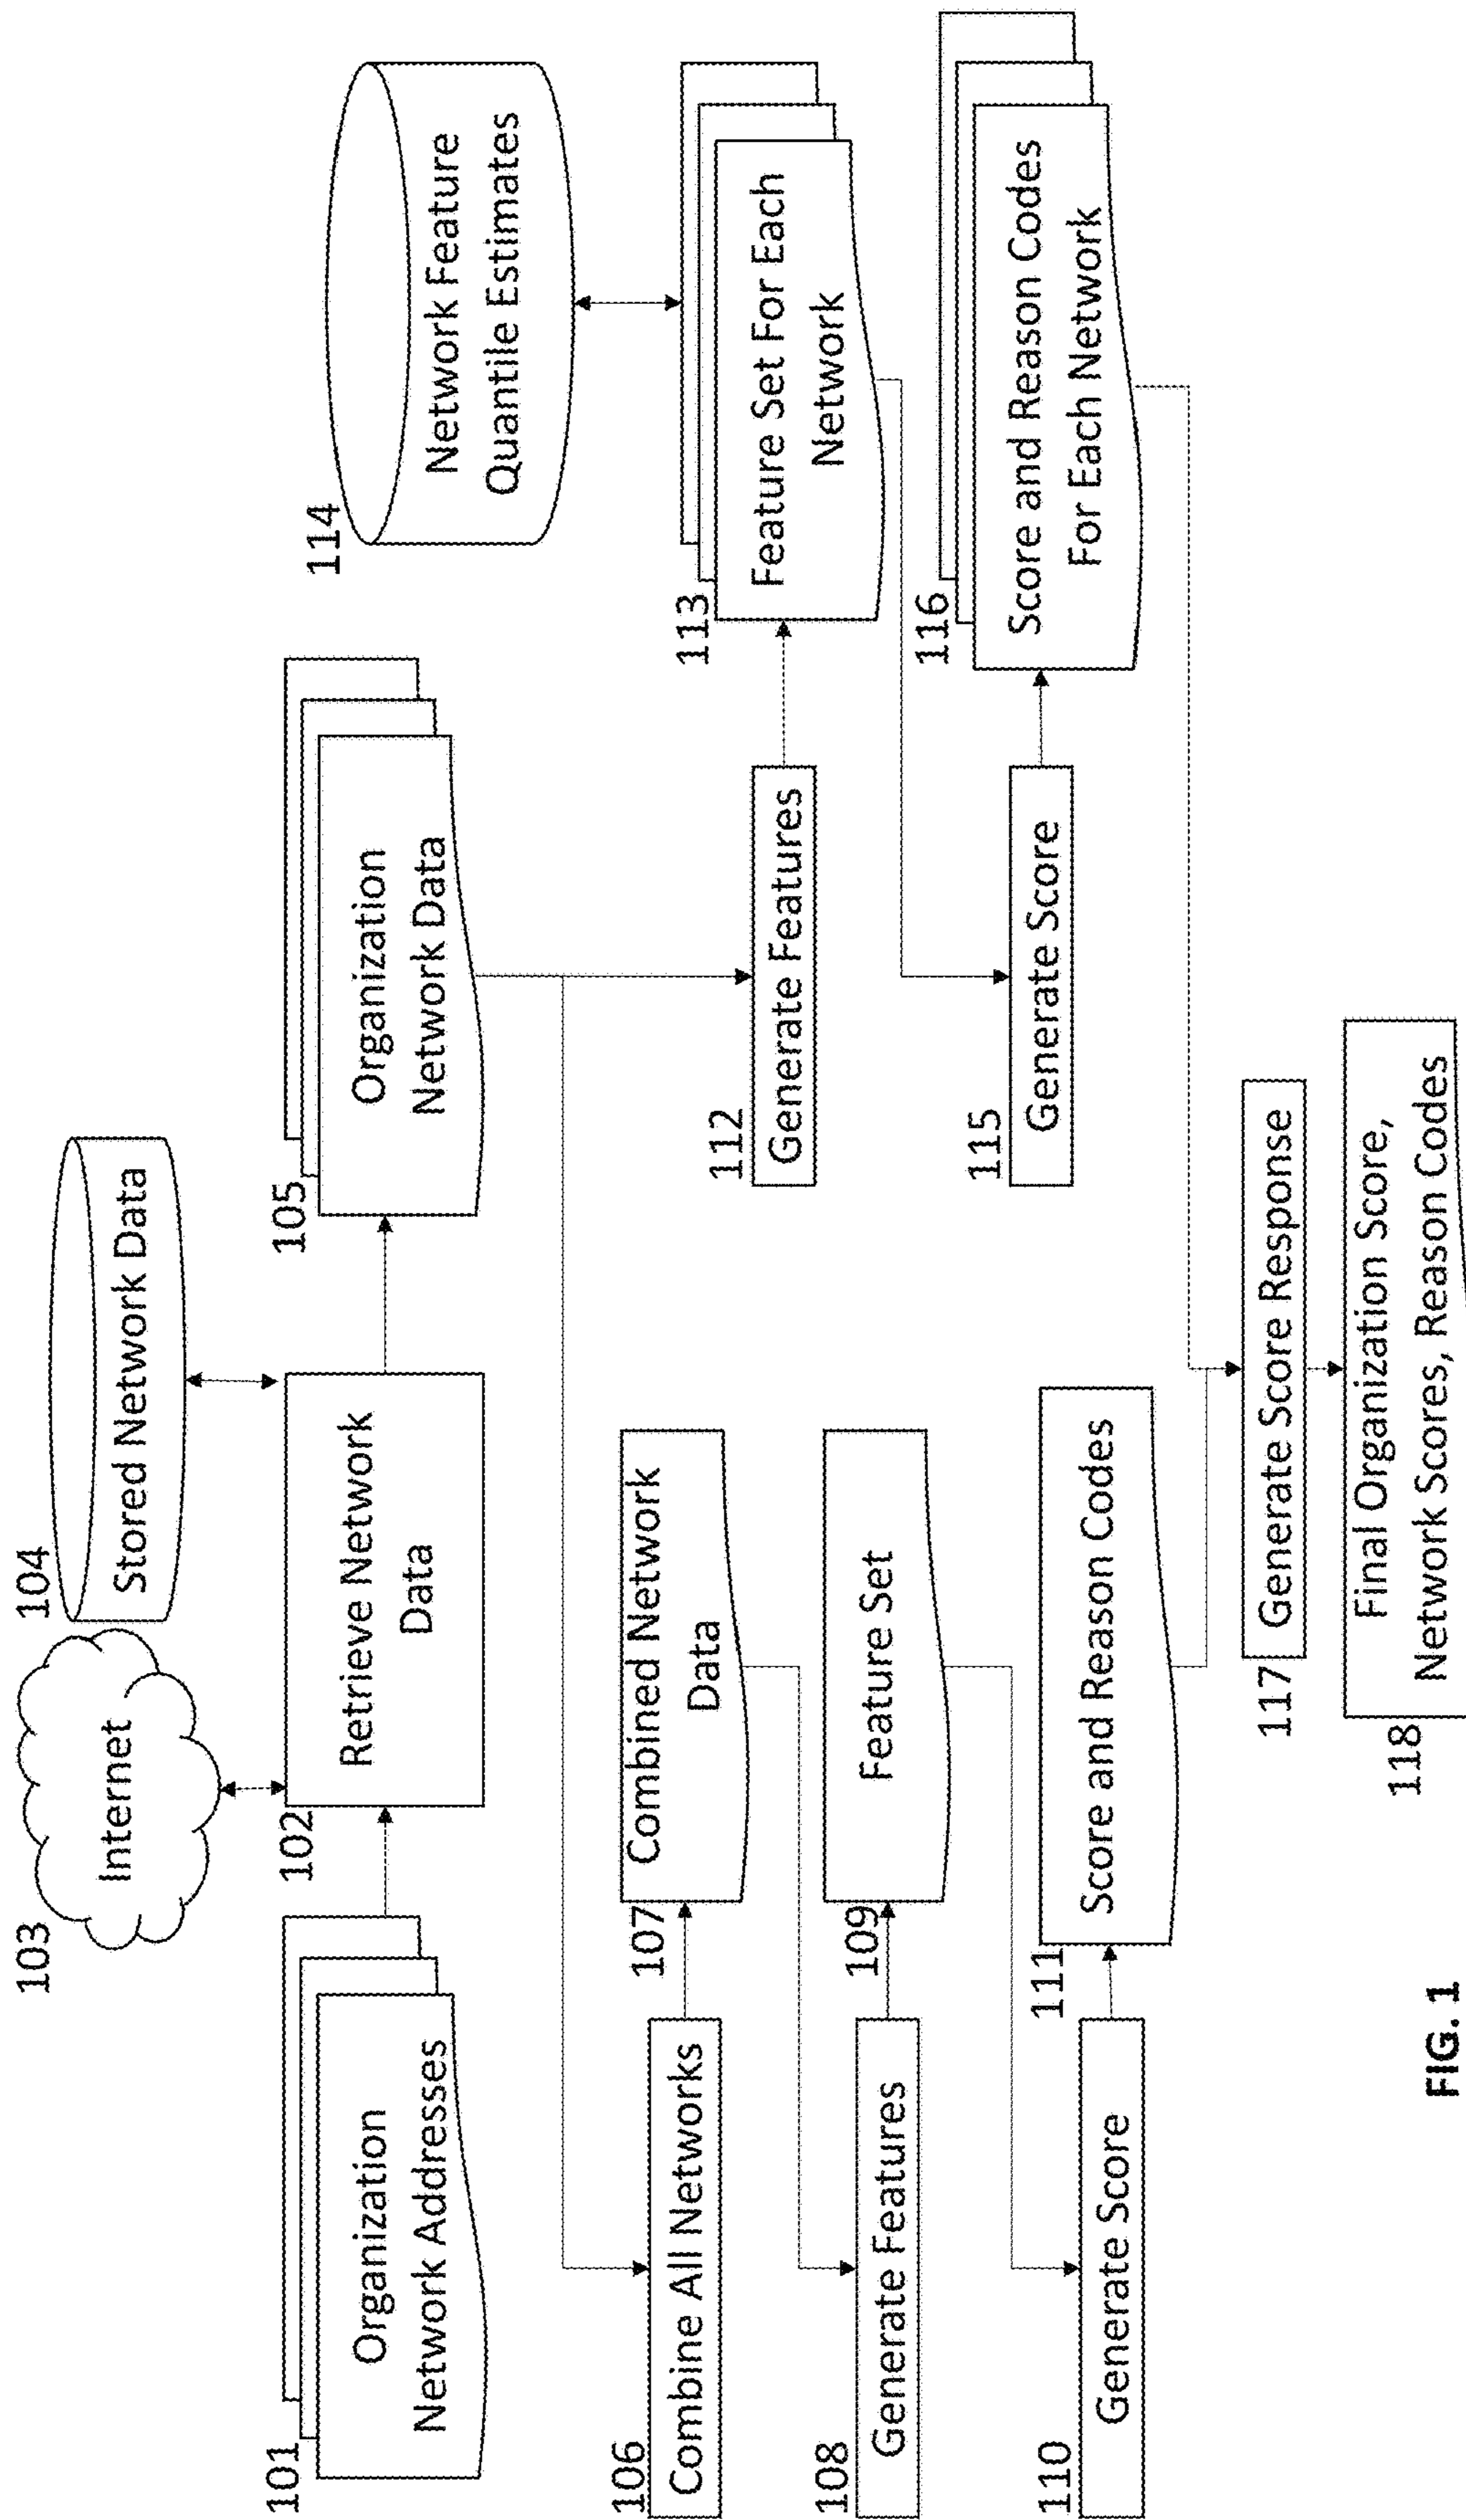 103
Internet
104
Stored Network Data
101
Organization
Network Addresses
102
Retrieve Network
Data
105
Organization
Network Data
114
Network Feature
Quantile Estimates
106
Combine All Networks
107
Combined Network
Data
108
Generate Features
109
Feature Set
110
Generate Score
111
Score and Reason Codes
112
Generate Features
113
Feature Set For Each
Network
115
Generate Score
116
Score and Reason Codes
For Each Network
117
Generate Score Response
118
Final Organization Score,
Network Scores, Reason Codes
FIG. 1